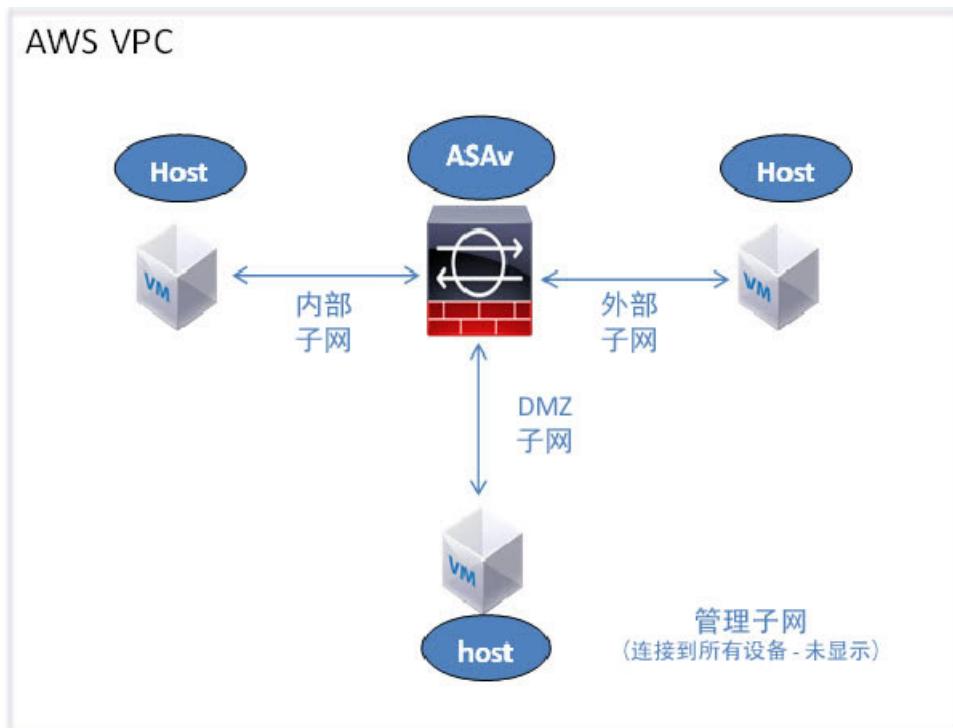 AWS VPC
Host
ASAv
Host
VM
VM
内部
子网
外部
子网
DMZ
子网
VM
host
管理子网
（连接到所有设备 - 未显示）